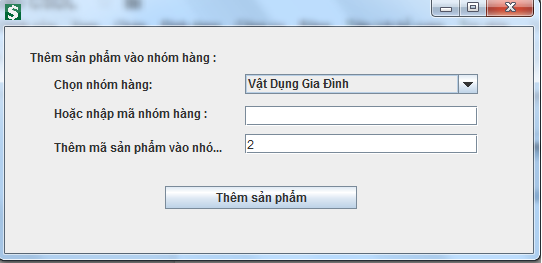 Thêm sản phẩm vào nhóm hàng :
Chọn nhóm hàng:
Vật Dụng Gia Đình
Hoặc nhập mã nhóm hàng :
Thêm mã sản phẩm vào nhó...
2
Thêm sản phẩm